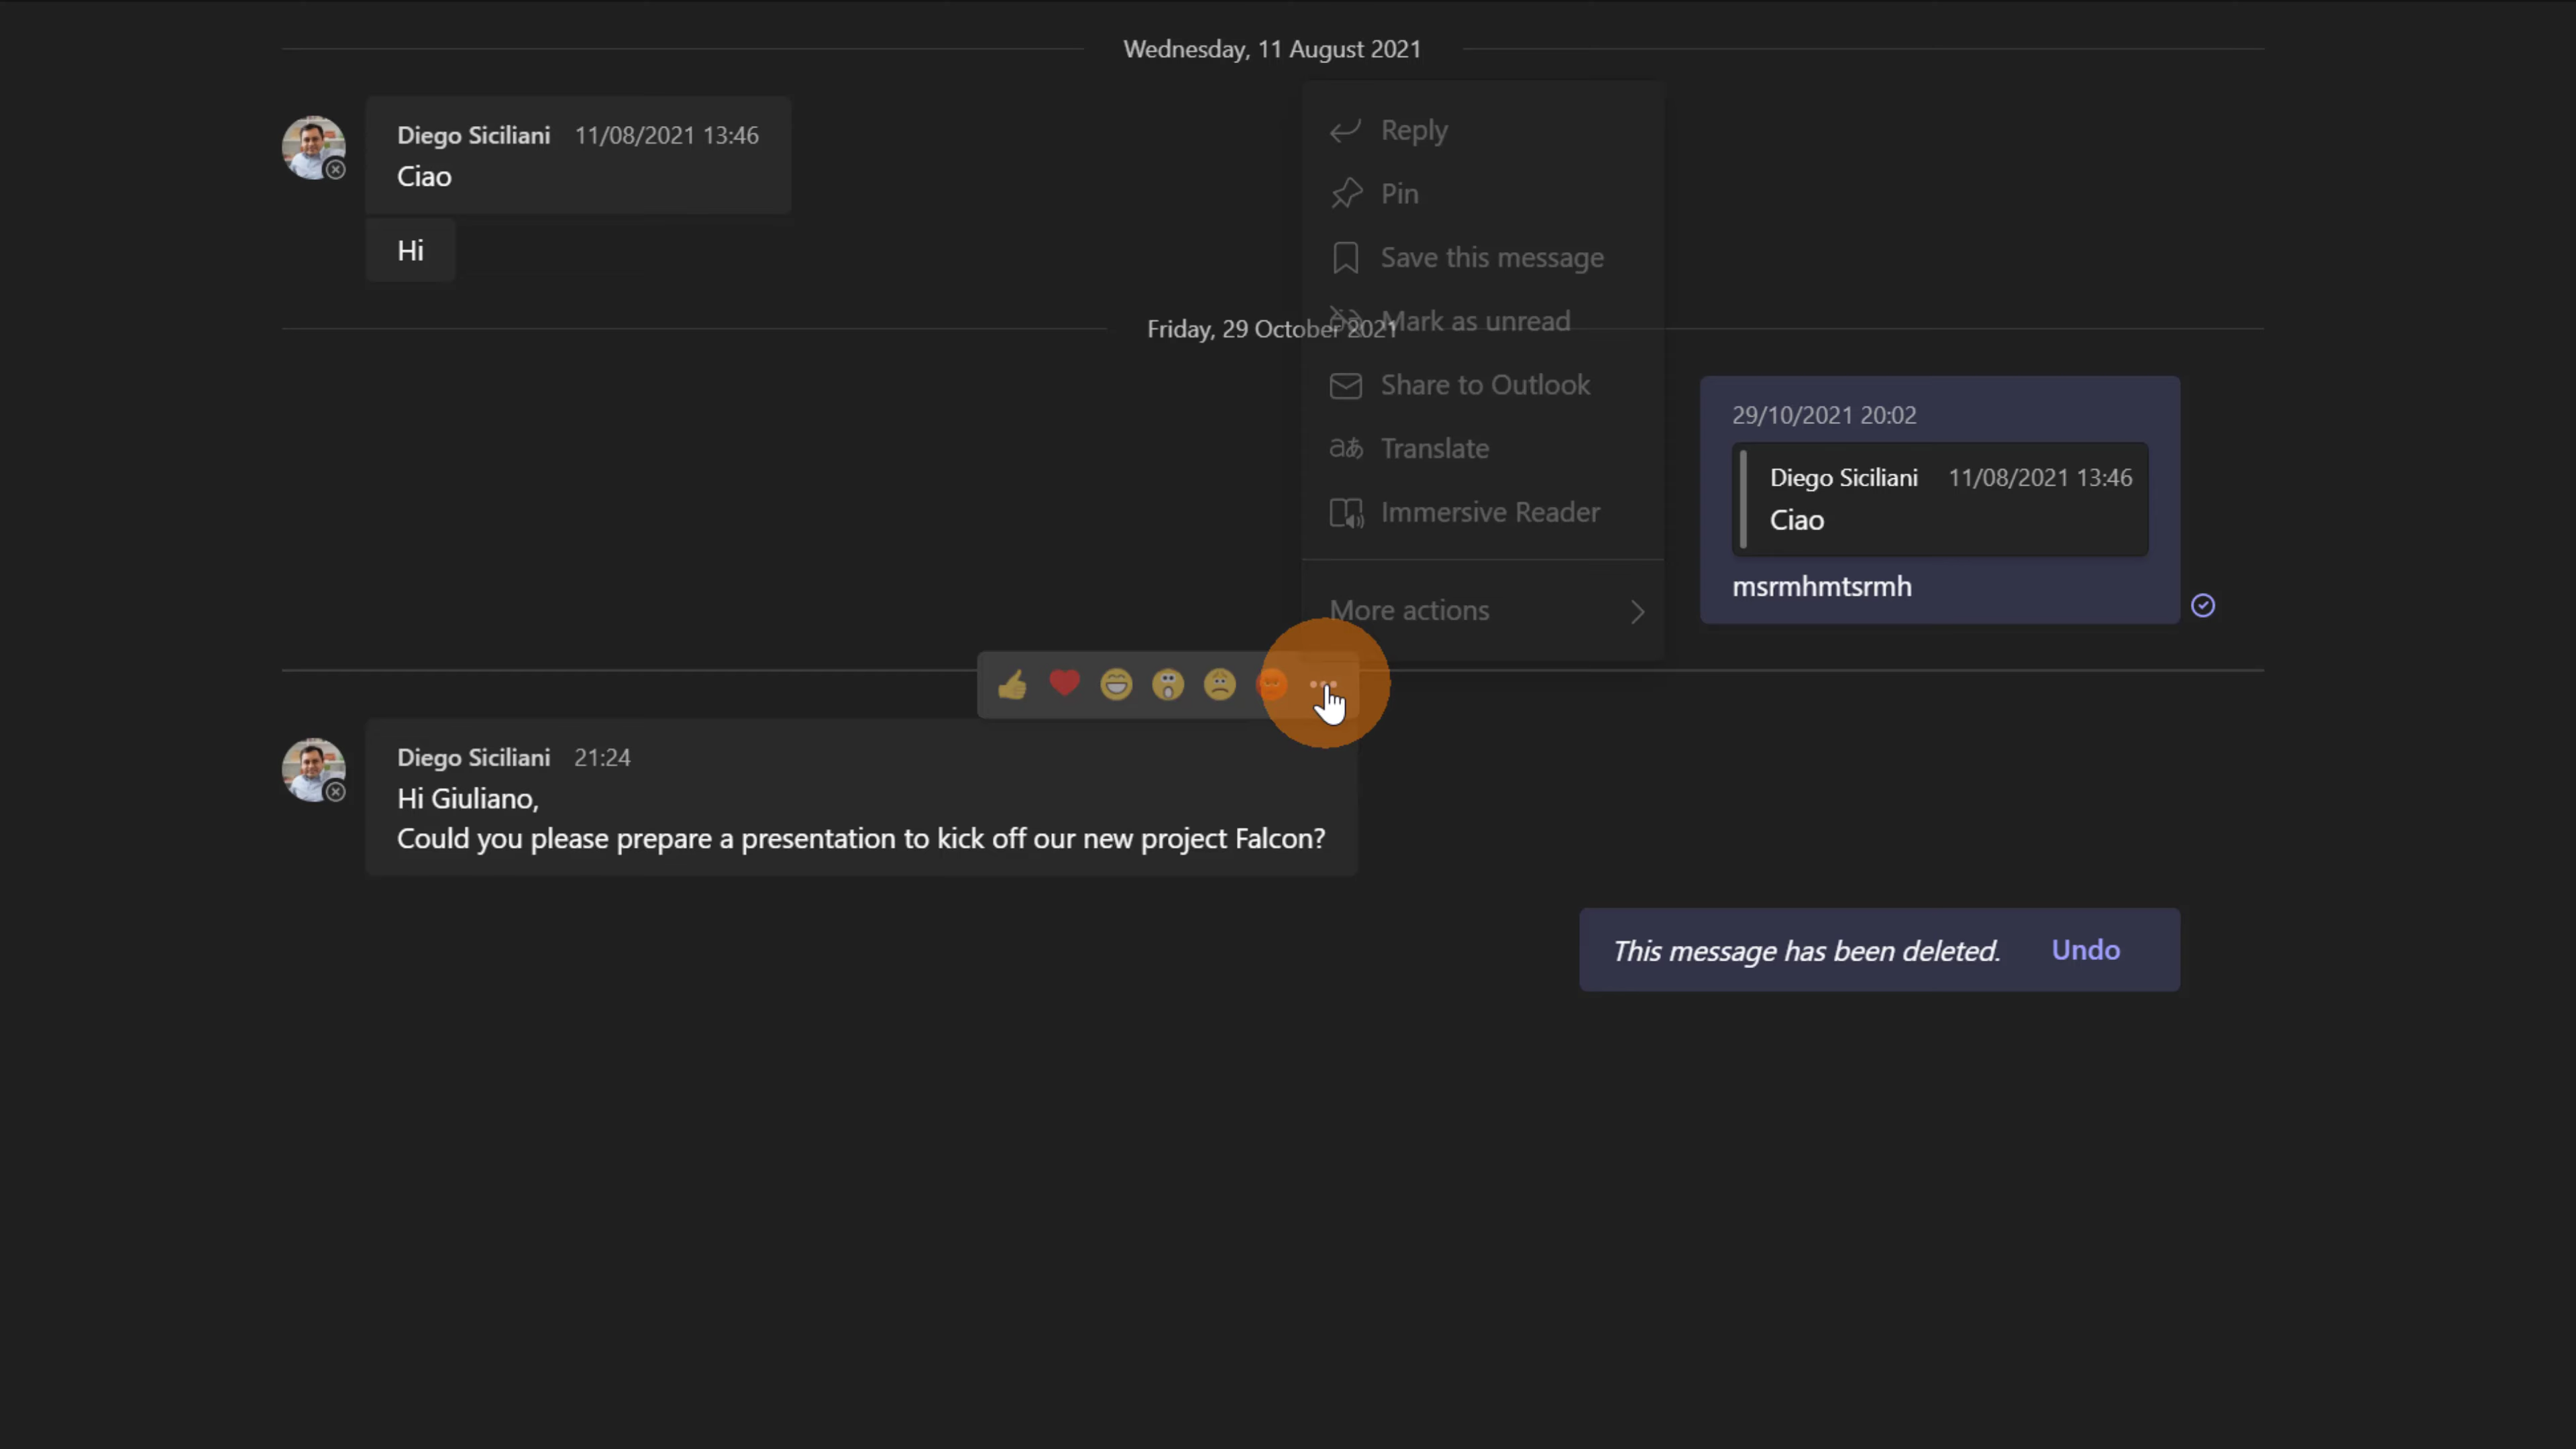 Wednesday, 11 August 2021
Diego Siciliani 11/08/2021 13:46
Ciao
Hi
Reply
Pin
Save this message
Mark as unread
Friday, 29 October 2021
Share to Outlook
Translate
Immersive Reader
More actions
29/10/2021 20:02
Diego Siciliani 11/08/2021 13:46
Ciao
msrmhmtsrmh
Diego Siciliani 21:24
Hi Giuliano,
Could you please prepare a presentation to kick off our new project Falcon?
This message has been deleted. Undo